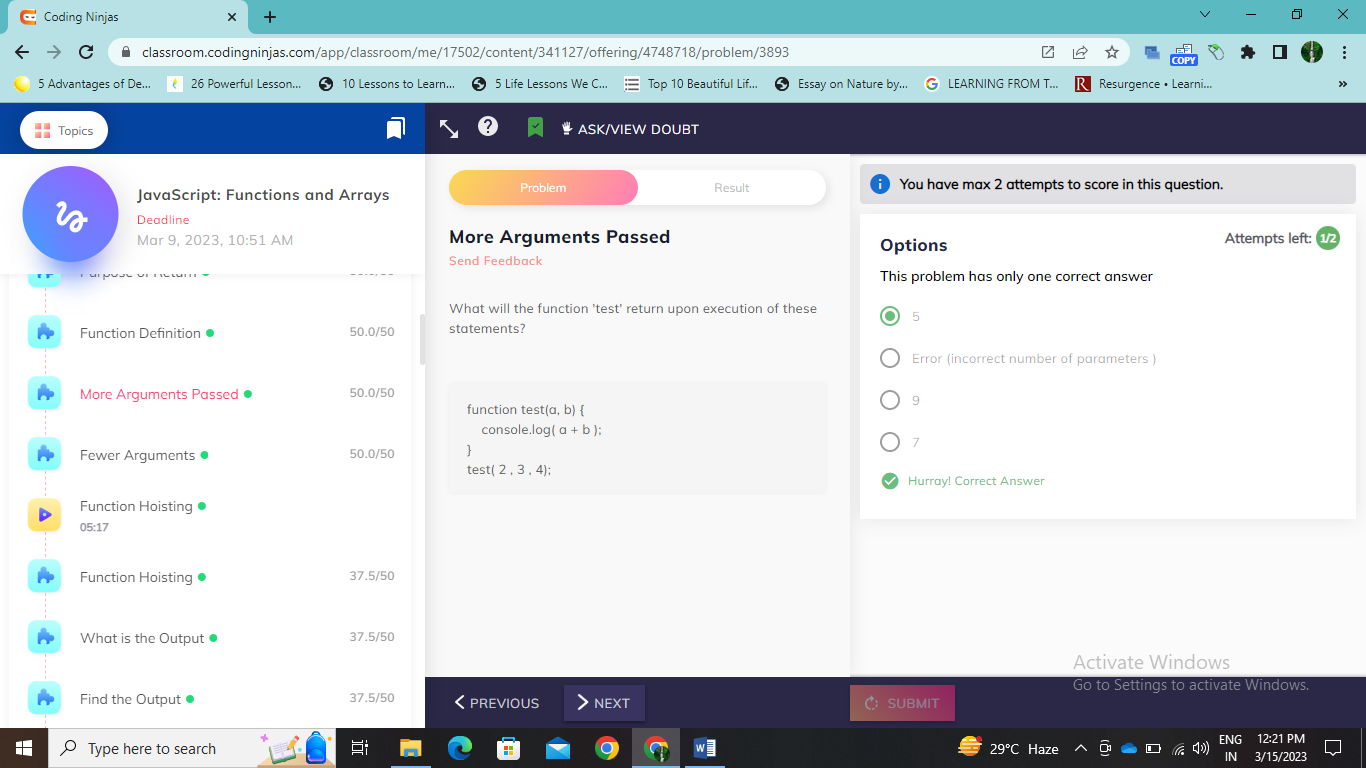 Coding Ninjas
classroom.codingninjas.com/app/classroom/me/17502/content/341127/offering/4748718/problem/3893
COPY
5 Advantages of De...
26 Powerful Lesson...
10 Lessons to Learn...
5 Life Lessons We C...
Top 10 Beautiful Lif...
Essay on Nature by...
LEARNING FROM T...
Resurgence • Learni...
Topics
ASK/VIEW DOUBT
JavaScript: Functions and Arrays
Deadline
Mar 9, 2023, 10:51 AM
Purpose of Return
Function Definition 50.0/50
More Arguments Passed 50.0/50
Fewer Arguments 50.0/50
Function Hoisting
05:17
Function Hoisting 37.5/50
What is the Output 37.5/50
Find the Output 37.5/50
Problem
Result
More Arguments Passed
Send Feedback
What will the function 'test' return upon execution of these
statements?
function test(a, b) {
console.log( a + b );
}
test( 2 , 3 , 4);
PREVIOUS
NEXT
You have max 2 attempts to score in this question.
Options
Attempts left: 1/2
This problem has only one correct answer
5
Error (incorrect number of parameters )
9
7
Hurray! Correct Answer
SUBMIT
Activate Windows
Go to Settings to activate Windows.
Type here to search
29°C Haze
ENG
IN
12:21 PM
3/15/2023